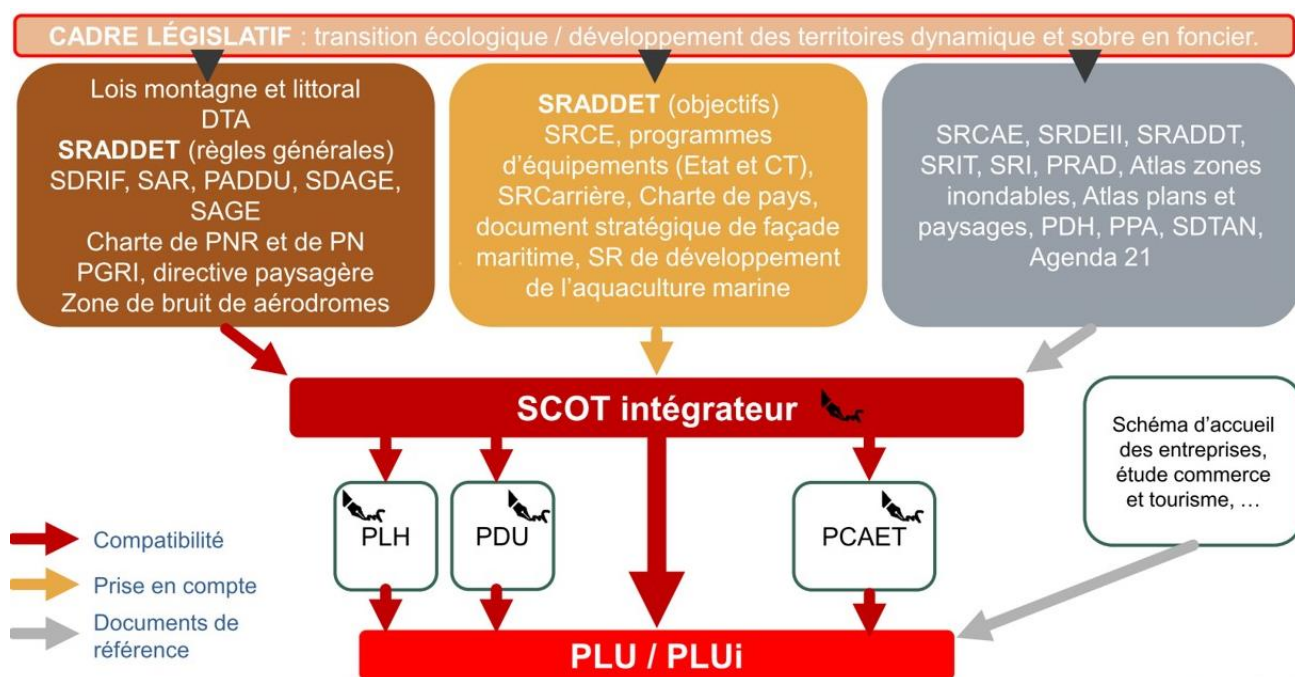 CADRE LÉGISLATIF : transition écologique / développement des territoires dynamique et sobre en foncier.
Lois montagne et littoral
DTA
SRADDET (règles générales)
SDRIF, SAR, PADDU, SDAGE,
SAGE
Charte de PNR et de PN
PGRI, directive paysagère
Zone de bruit de aérodromes
SRADDET (objectifs)
SRCE, programmes
d’équipements (Etat et CT),
SRCarrière, Charte de pays,
document stratégique de façade
maritime, SR de développement
de l’aquaculture marine
SRCAE, SRDEII, SRADDT,
SRIT, SRI, PRAD, Atlas zones
inondables, Atlas plans et
paysages, PDH, PPA, SDTAN,
Agenda 21
SCOT intégrateur
Schéma d’accueil
des entreprises,
étude commerce
et tourisme, …
PLH
PDU
PCAET
Compatibilité
Prise en compte
Documents de
référence
PLU / PLUi